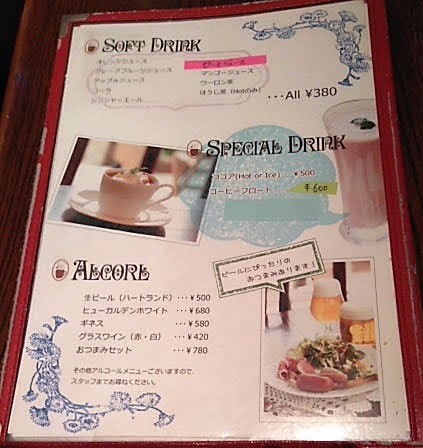 SOFT DRINK
オレンジジュース
グレープフルーツジュース
アップルジュース
コーラ
ジンジャーエール
マンゴージュース
ウーロン茶
ほうじ茶（Hotのみ）
･･･All ¥380
SPECIAL DRINK
ココア(Hot or Ice) ･･･ ¥500
コーヒーフロート ･･･ ¥600
ALCORL
生ビール（ハートランド） ･･･¥500
ヒューガルデンホワイト ･･･¥680
ギネス ･･･¥580
グラスワイン（赤・白） ･･･¥420
おつまみセット ･･･¥780
その他アルコールメニューございますので、
スタッフまでお尋ねください。
ビールにぴったりの
おつまみあります！